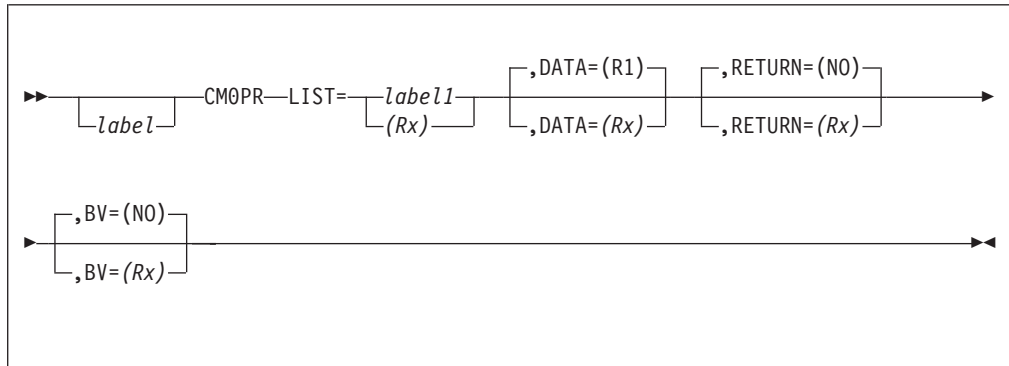 ,DATA=(R1) ,RETURN=(NO)
CM0PR LIST= label1
label (Rx) ,DATA=(Rx) ,RETURN=(Rx)
,BV=(NO)
,BV=(Rx)